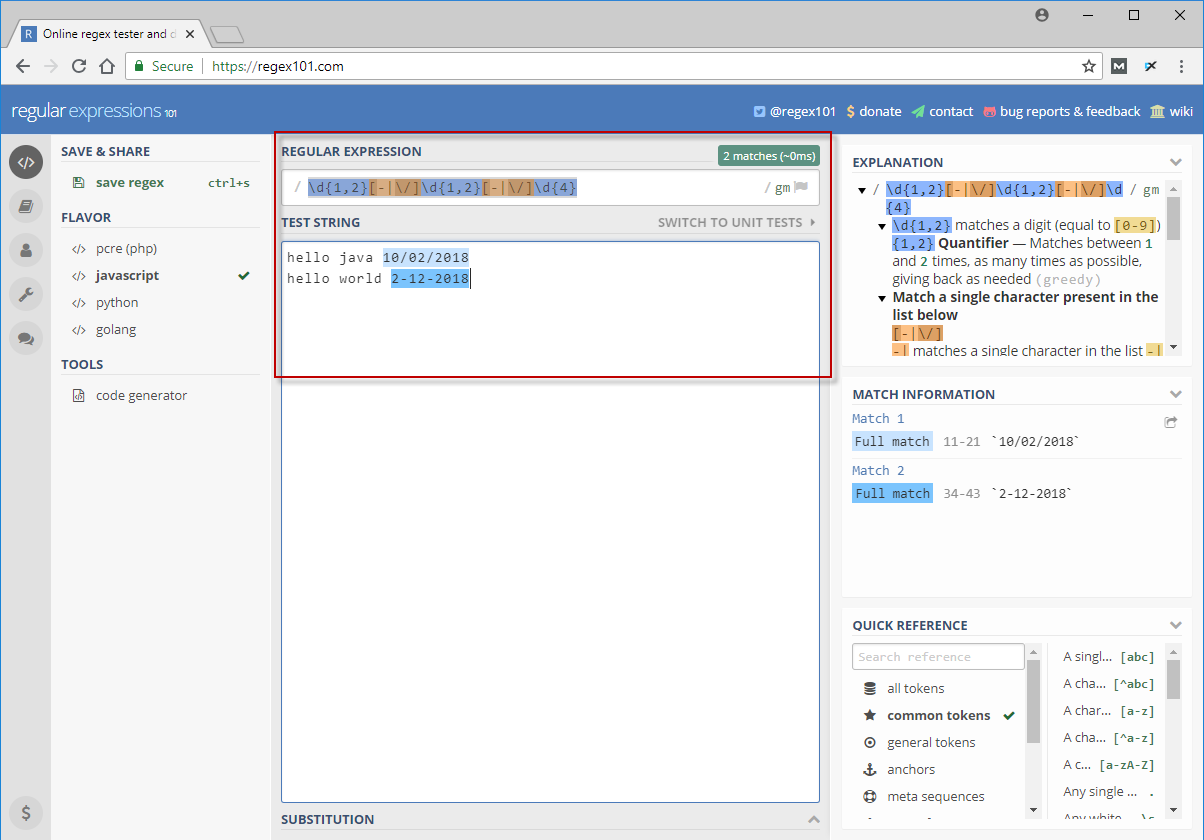 Online regex tester and d
Secure https://regex101.com
regular expressions 101
@regex101 donate contact bug reports & feedback wiki
SAVE & SHARE
save regex ctrl+s
FLAVOR
pcre (php)
javascript
python
golang
TOOLS
code generator
REGULAR EXPRESSION
2 matches (~0ms)
/ \d{1,2}[-|\/]\d{1,2}[-|\/]\d{4} / gm
TEST STRING SWITCH TO UNIT TESTS
hello java 10/02/2018
hello world 2-12-2018
SUBSTITUTION
EXPLANATION
/ \d{1,2}[-|\/]\d{1,2}[-|\/]\d / gm
{4}
\d{1,2} matches a digit (equal to [0-9])
{1,2} Quantifier — Matches between 1
and 2 times, as many times as possible,
giving back as needed (greedy)
Match a single character present in the
list below
[-|\/]
-| matches a single character in the list -|
MATCH INFORMATION
Match 1
Full match 11-21 `10/02/2018`
Match 2
Full match 34-43 `2-12-2018`
QUICK REFERENCE
Search reference
all tokens
common tokens
general tokens
anchors
meta sequences
A singl... [abc]
A cha... [^abc]
A char... [a-z]
A cha... [^a-z]
A c... [a-zA-Z]
Any single ... .
Any white